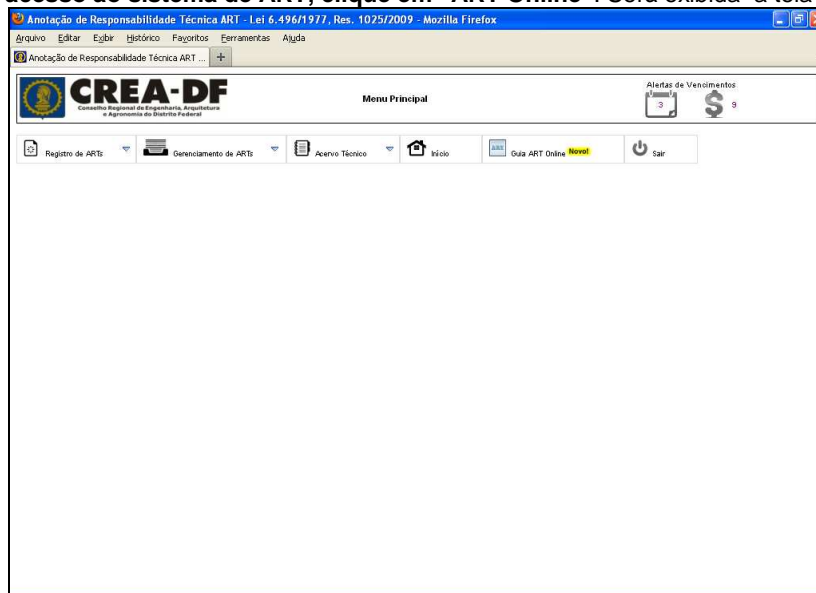 acesso ao sistema de ART, clique em "ART Online". Será exibida a tela
Anotação de Responsabilidade Técnica ART - Lei 6.496/1977, Res. 1025/2009 - Mozilla Firefox
Arquivo Editar Exibir Histórico Favoritos Ferramentas Ajuda
Anotação de Responsabilidade Técnica ART ... +
CREA-DF
Conselho Regional de Engenharia, Arquitetura
e Agronomia do Distrito Federal
Menu Principal
Alertas de Vencimentos
3 9
Registro de ARTs Gerenciamento de ARTs Acervo Técnico Início Guia ART Online Novo! Sair